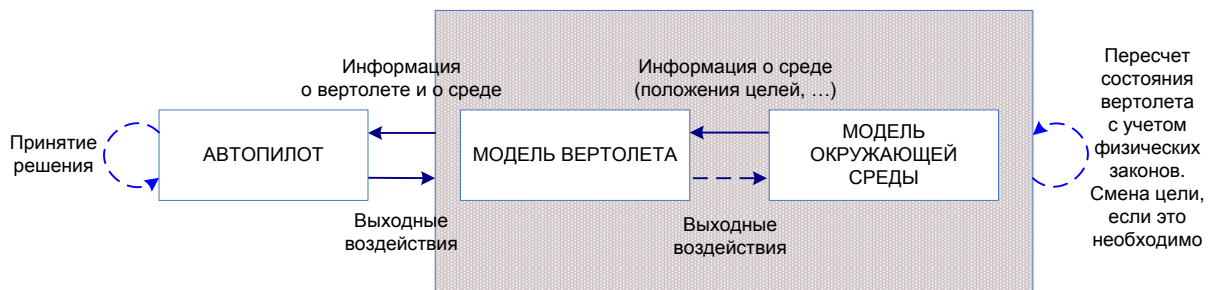 Принятие
решения
Информация
о вертолете и о среде
АВТОПИЛОТ
Выходные
воздействия
Информация о среде
(положения целей, ...)
МОДЕЛЬ ВЕРТОЛЕТА
МОДЕЛЬ
ОКРУЖАЮЩЕЙ
СРЕДЫ
Выходные
воздействия
Пересчет
состояния
вертолета
с учетом
физических
законов.
Смена цели,
если это
необходимо